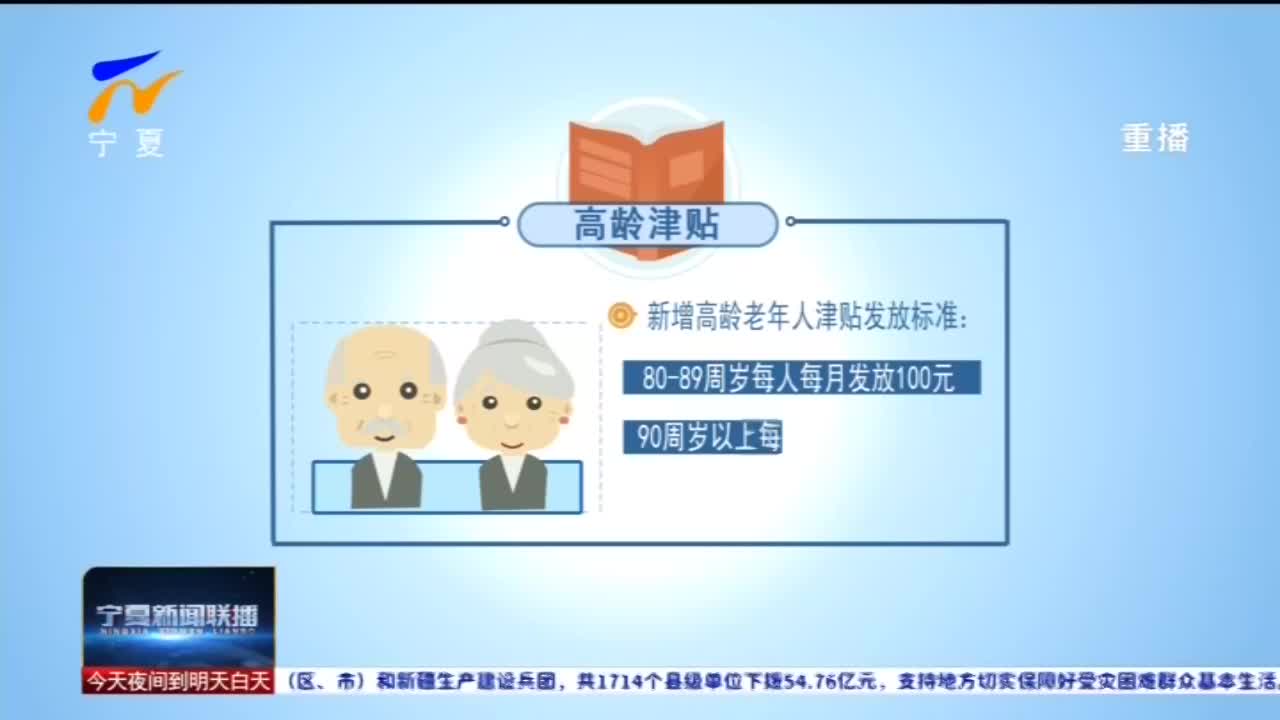 宁夏
重播
高龄津贴
新增高龄老年人津贴发放标准:
80-89周岁每人每月发放100元
90周岁以上每
宁夏新闻联播
NINGXIA XINWEN LIANBO
今天夜间到明天白天
（区、市）和新疆生产建设兵团，共1714个县级单位下拨54.76亿元，支持地方切实保障好受灾困难群众基本生活。